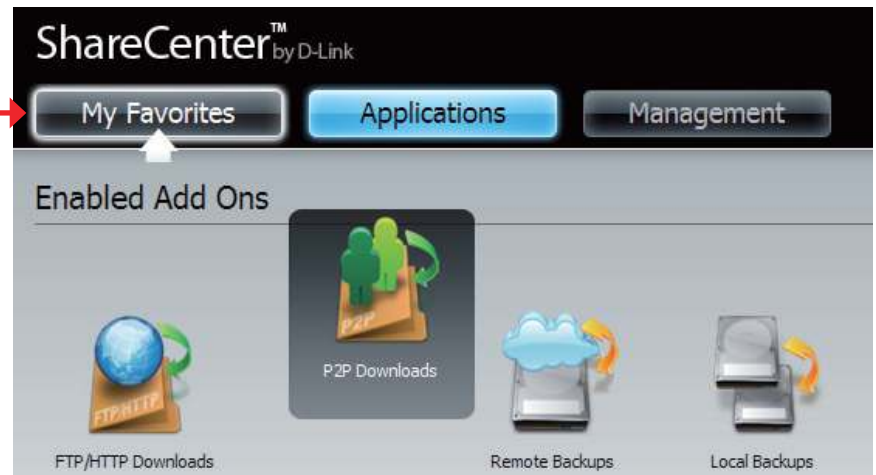 ShareCenter™ by D-Link
My Favorites Applications Management
Enabled Add Ons
P2P
P2P Downloads
FTP/HTTP
FTP/HTTP Downloads Remote Backups Local Backups